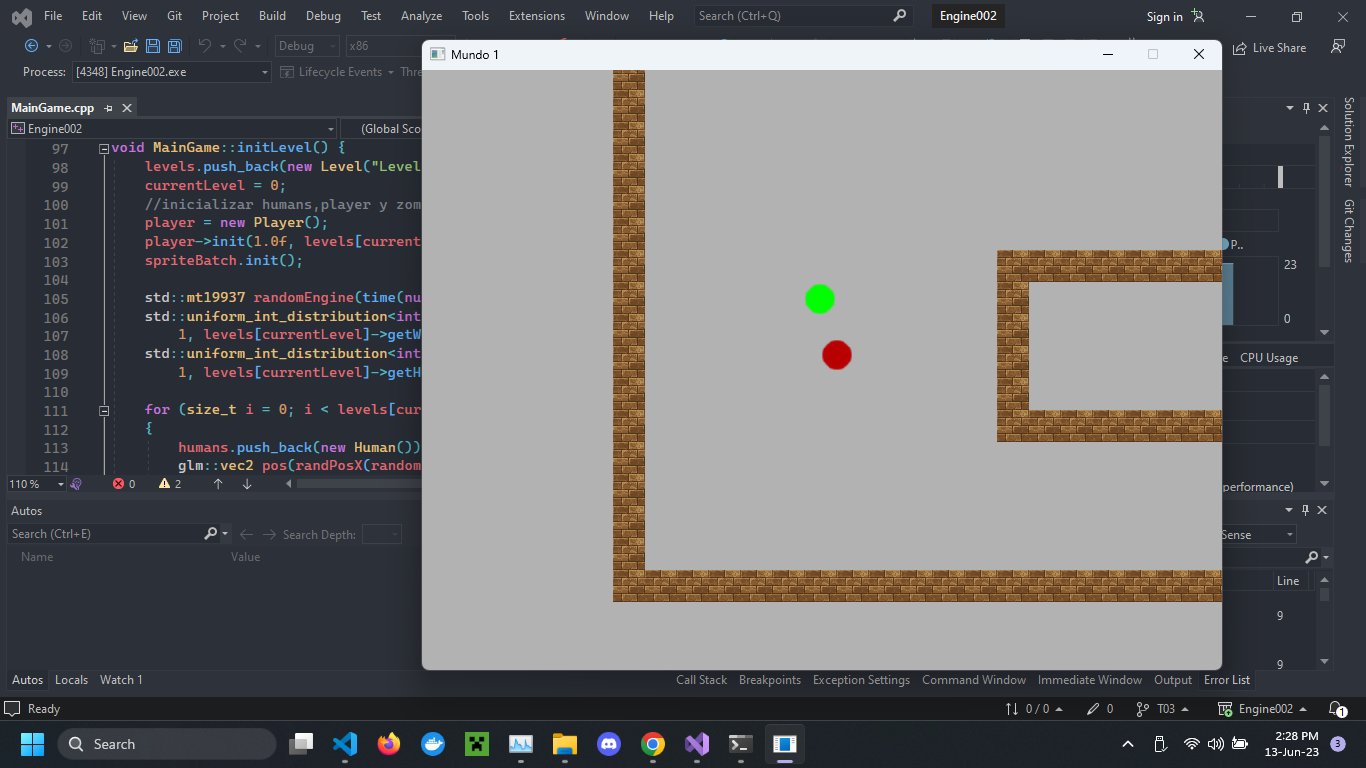 File Edit View Git Project Build Debug Test Analyze Tools Extensions Window Help Search (Ctrl+Q) Engine002 Sign in
Debug x86 Live Share
Process: [4348] Engine002.exe Lifecycle Events Thre
Mundo 1
MainGame.cpp
Engine002 (Global Sco
97 void MainGame::initLevel() {
98 levels.push_back(new Level("Level
99 currentLevel = 0;
100 //inicializar humans,player y zom
101 player = new Player();
102 player->init(1.0f, levels[current
103 spriteBatch.init();
104
105 std::mt19937 randomEngine(time(nu
106 std::uniform_int_distribution<int
107 1, levels[currentLevel]->getW
108 std::uniform_int_distribution<int
109 1, levels[currentLevel]->getH
110
111 for (size_t i = 0; i < levels[cur
112 {
113 humans.push_back(new Human())
114 glm::vec2 pos(randPosX(random
110 % 0 2
Solution Explorer
Git Changes
P..
23
0
e CPU Usage
performance)
Autos
Search (Ctrl+E) Search Depth:
Name Value
Sense
Line
9
9
Autos Locals Watch 1
Call Stack Breakpoints Exception Settings Command Window Immediate Window Output Error List
Ready 0 / 0 0 T03 Engine002 1
Search
2:28 PM
13-Jun-23
3